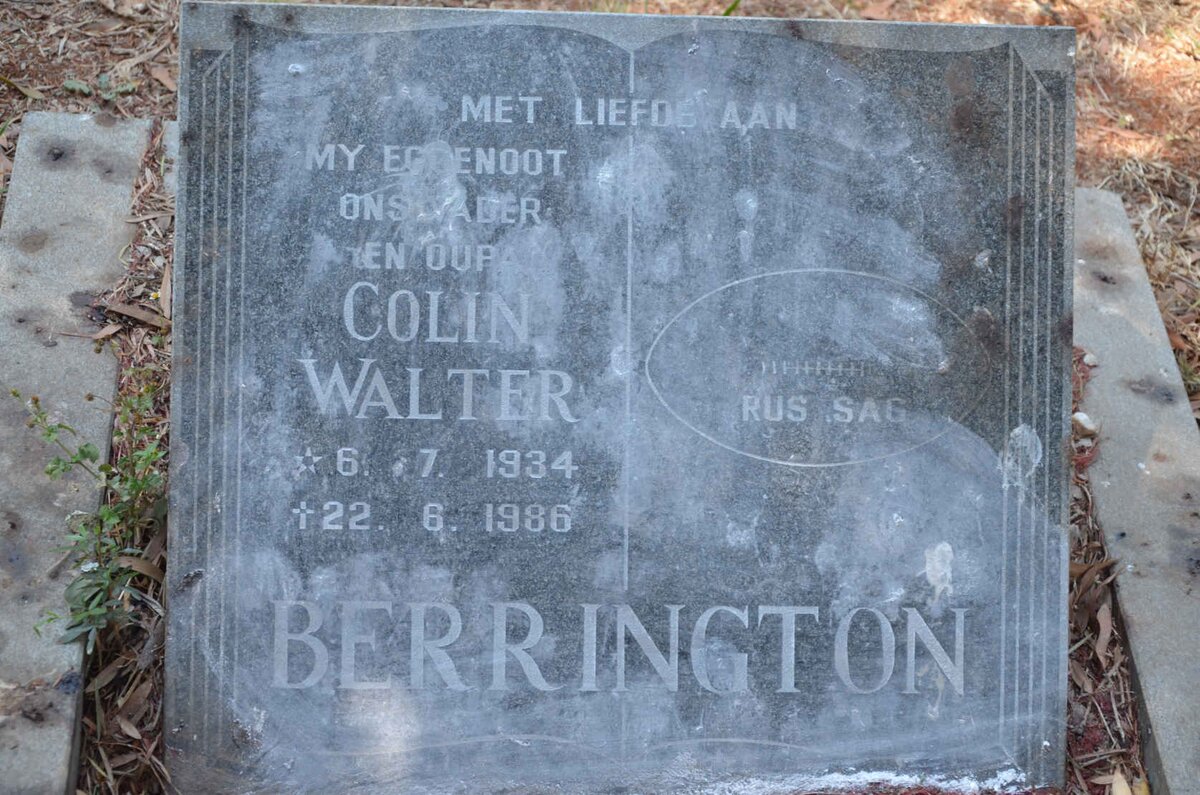 MET LIEFDE AAN
MY EGGENOOT
ONS VADER
EN OUPA
COLIN
WALTER
☆ 6. 7. 1934
† 22. 6. 1986
RUS SAG
BERRINGTON